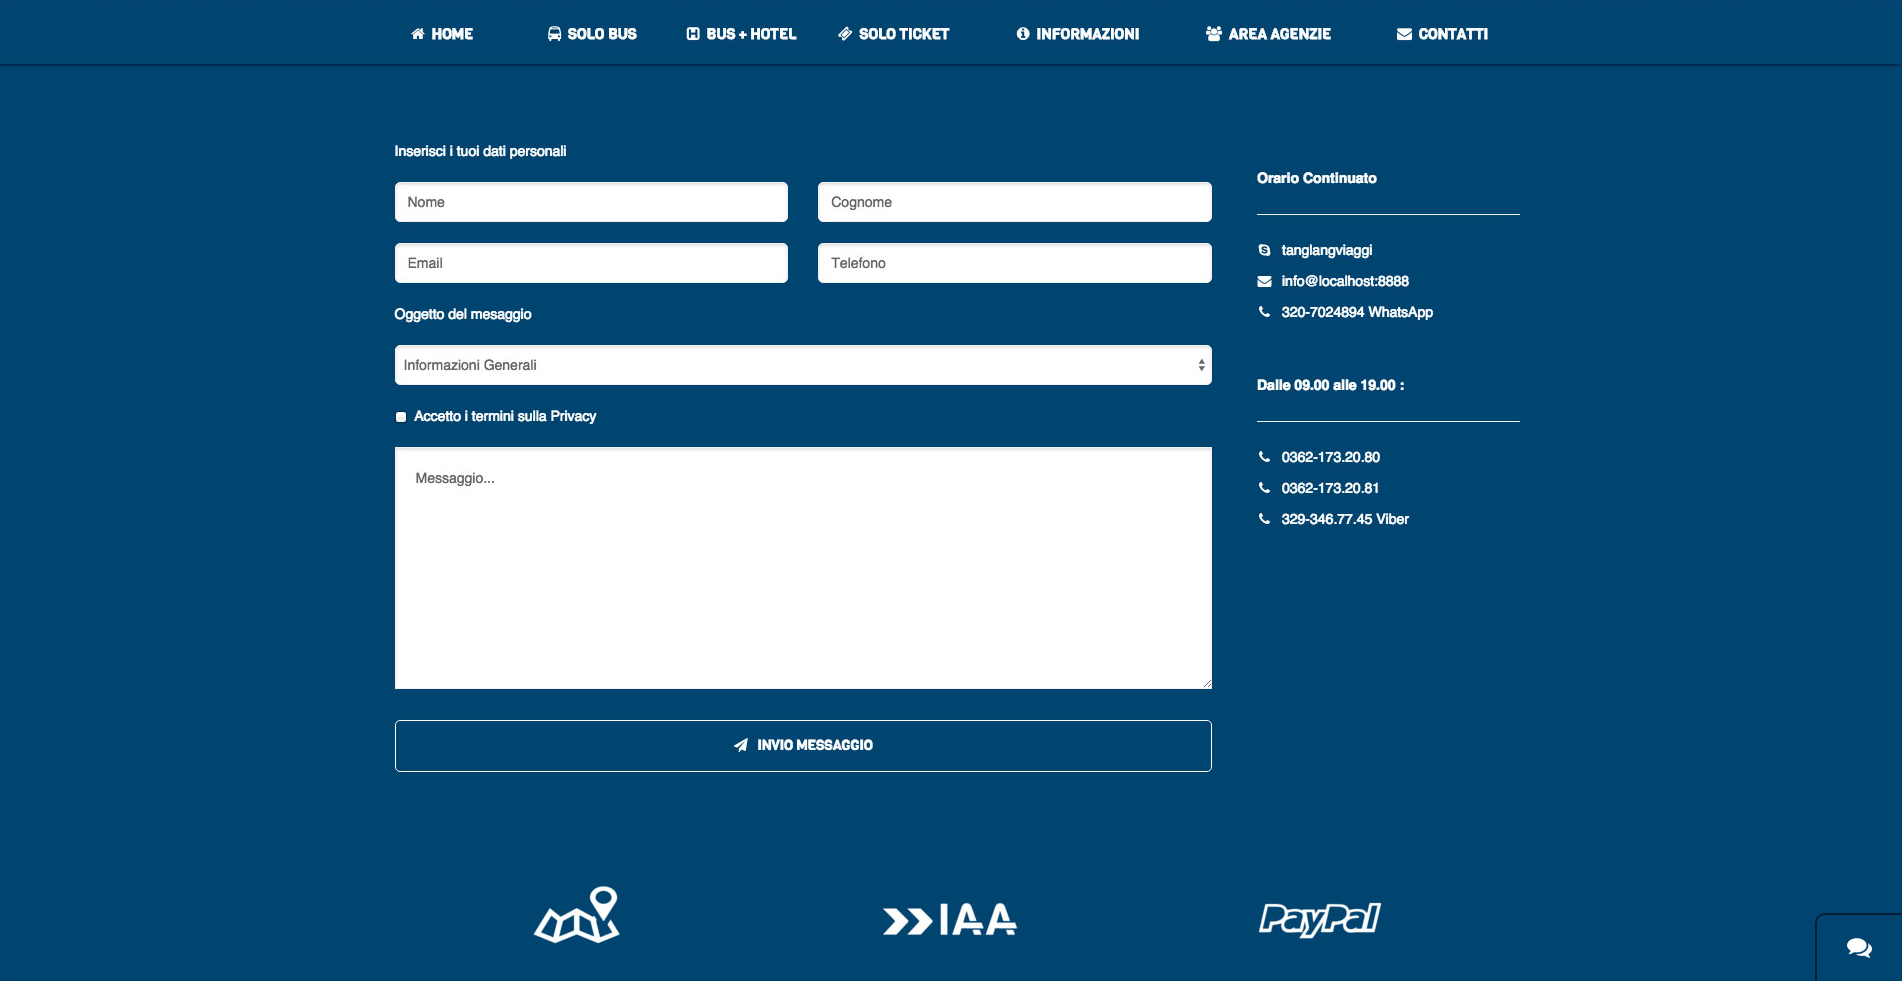 HOME SOLO BUS BUS + HOTEL SOLO TICKET INFORMAZIONI AREA AGENZIE CONTATTI
Inserisci i tuoi dati personali
Nome
Cognome
Email
Telefono
Oggetto del mesaggio
Informazioni Generali
Accetto i termini sulla Privacy
Messaggio...
INVIO MESSAGGIO
Orario Continuato
tanglangviaggi
info@localhost:8888
320-7024894 WhatsApp
Dalle 09.00 alle 19.00 :
0362-173.20.80
0362-173.20.81
329-346.77.45 Viber
IAA
PayPal